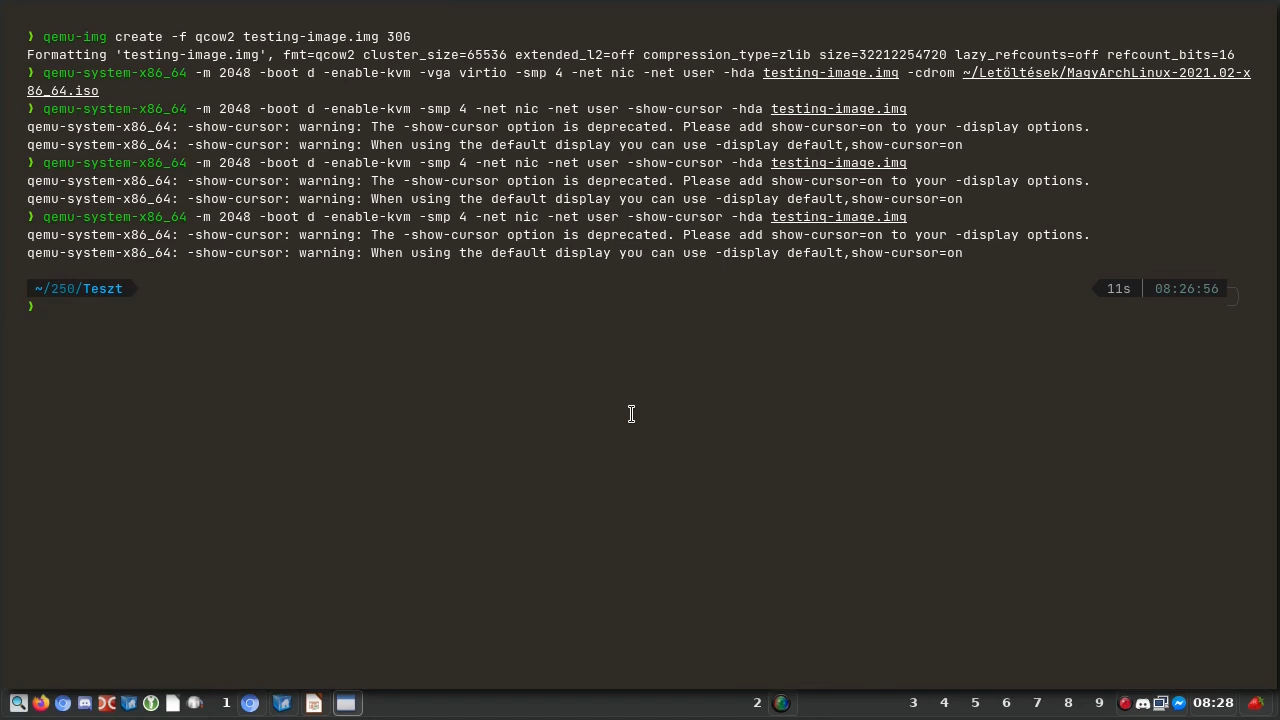 ❯ qemu-img create -f qcow2 testing-image.img 30G
Formatting 'testing-image.img', fmt=qcow2 cluster_size=65536 extended_l2=off compression_type=zlib size=32212254720 lazy_refcounts=off refcount_bits=16
❯ qemu-system-x86_64 -m 2048 -boot d -enable-kvm -vga virtio -smp 4 -net nic -net user -hda testing-image.img -cdrom ~/Letöltések/MagyArchLinux-2021.02-x
86_64.iso
❯ qemu-system-x86_64 -m 2048 -boot d -enable-kvm -smp 4 -net nic -net user -show-cursor -hda testing-image.img
qemu-system-x86_64: -show-cursor: warning: The -show-cursor option is deprecated. Please add show-cursor=on to your -display options.
qemu-system-x86_64: -show-cursor: warning: When using the default display you can use -display default,show-cursor=on
❯ qemu-system-x86_64 -m 2048 -boot d -enable-kvm -smp 4 -net nic -net user -show-cursor -hda testing-image.img
qemu-system-x86_64: -show-cursor: warning: The -show-cursor option is deprecated. Please add show-cursor=on to your -display options.
qemu-system-x86_64: -show-cursor: warning: When using the default display you can use -display default,show-cursor=on
❯ qemu-system-x86_64 -m 2048 -boot d -enable-kvm -smp 4 -net nic -net user -show-cursor -hda testing-image.img
qemu-system-x86_64: -show-cursor: warning: The -show-cursor option is deprecated. Please add show-cursor=on to your -display options.
qemu-system-x86_64: -show-cursor: warning: When using the default display you can use -display default,show-cursor=on
~/250/Teszt 11s 08:26:56
❯
1 2 3 4 5 6 7 8 9 08:28